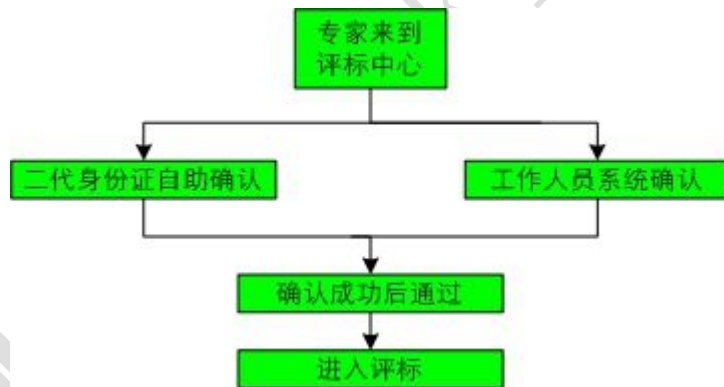 专家来到
评标中心
二代身份证自助确认
工作人员系统确认
确认成功后通过
进入评标